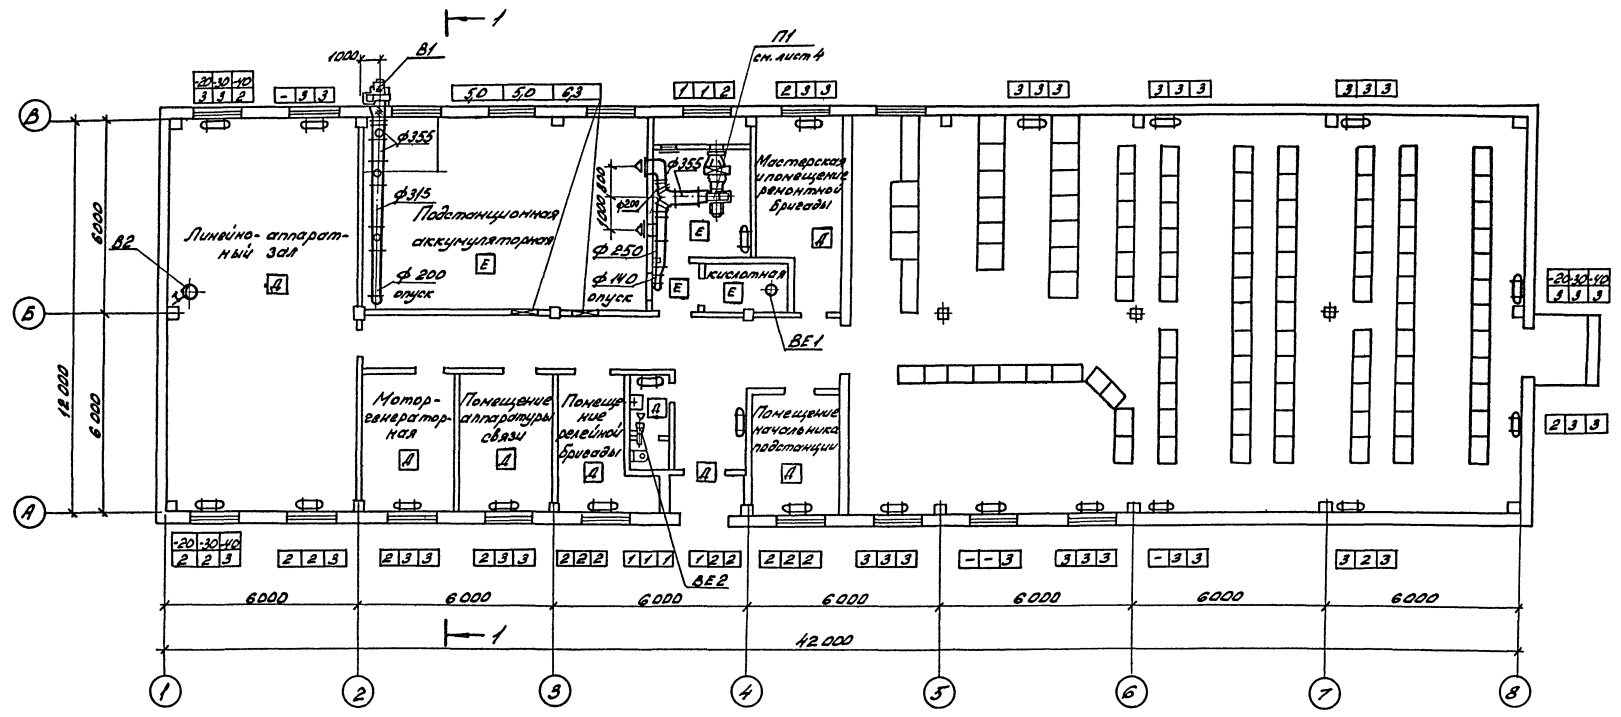 1
1000
В1
П1
см. лист 4
-20 -30 -40
3 3 2
- 3 3
5,0 5,0 6,3
1 1 2
2 3 3
3 3 3
3 3 3
3 3 3
В
ф355
ф355
ф315
1000 800
ф200
Мастерская
и помещение
ремонтной
бригады
Д
6000
В2
Линейно-аппарат-
ный зал
Д
Подстанционная
аккумуляторная
Е
Е
ф250
ф200
опуск
ф140
опуск
Е
кислотная
Е
ВЕ1
-20 -30 -40
3 3 3
Б
12000
6000
Мотор-
генератор-
ная
Д
Помещение
аппаратуры
связи
Д
Помеще-
ние
релейной
бригады
Д
Д
Д
Помещение
начальника
подстанции
Д
2 3 3
А
-20 -30 -40
2 2 3
2 2 3
2 3 3
2 3 3
2 2 2
1 1 1
1 2 2
2 2 2
3 3 3
- - 3
3 3 3
- 3 3
3 2 3
ВЕ2
6000 6000 6000 6000 6000 6000 6000
1
42000
1 2 3 4 5 6 7 8